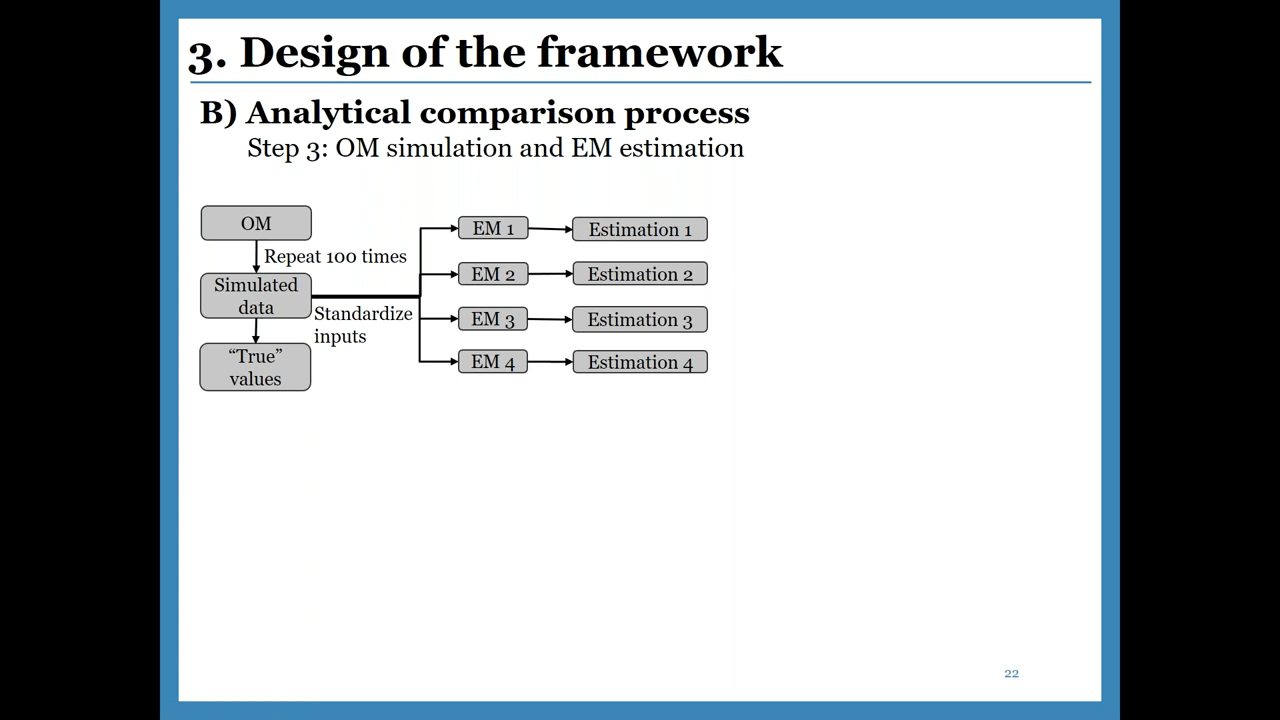 3. Design of the framework
B) Analytical comparison process
Step 3: OM simulation and EM estimation
OM
Repeat 100 times
Simulated
data
Standardize
inputs
“True”
values
EM 1
Estimation 1
EM 2
Estimation 2
EM 3
Estimation 3
EM 4
Estimation 4
22